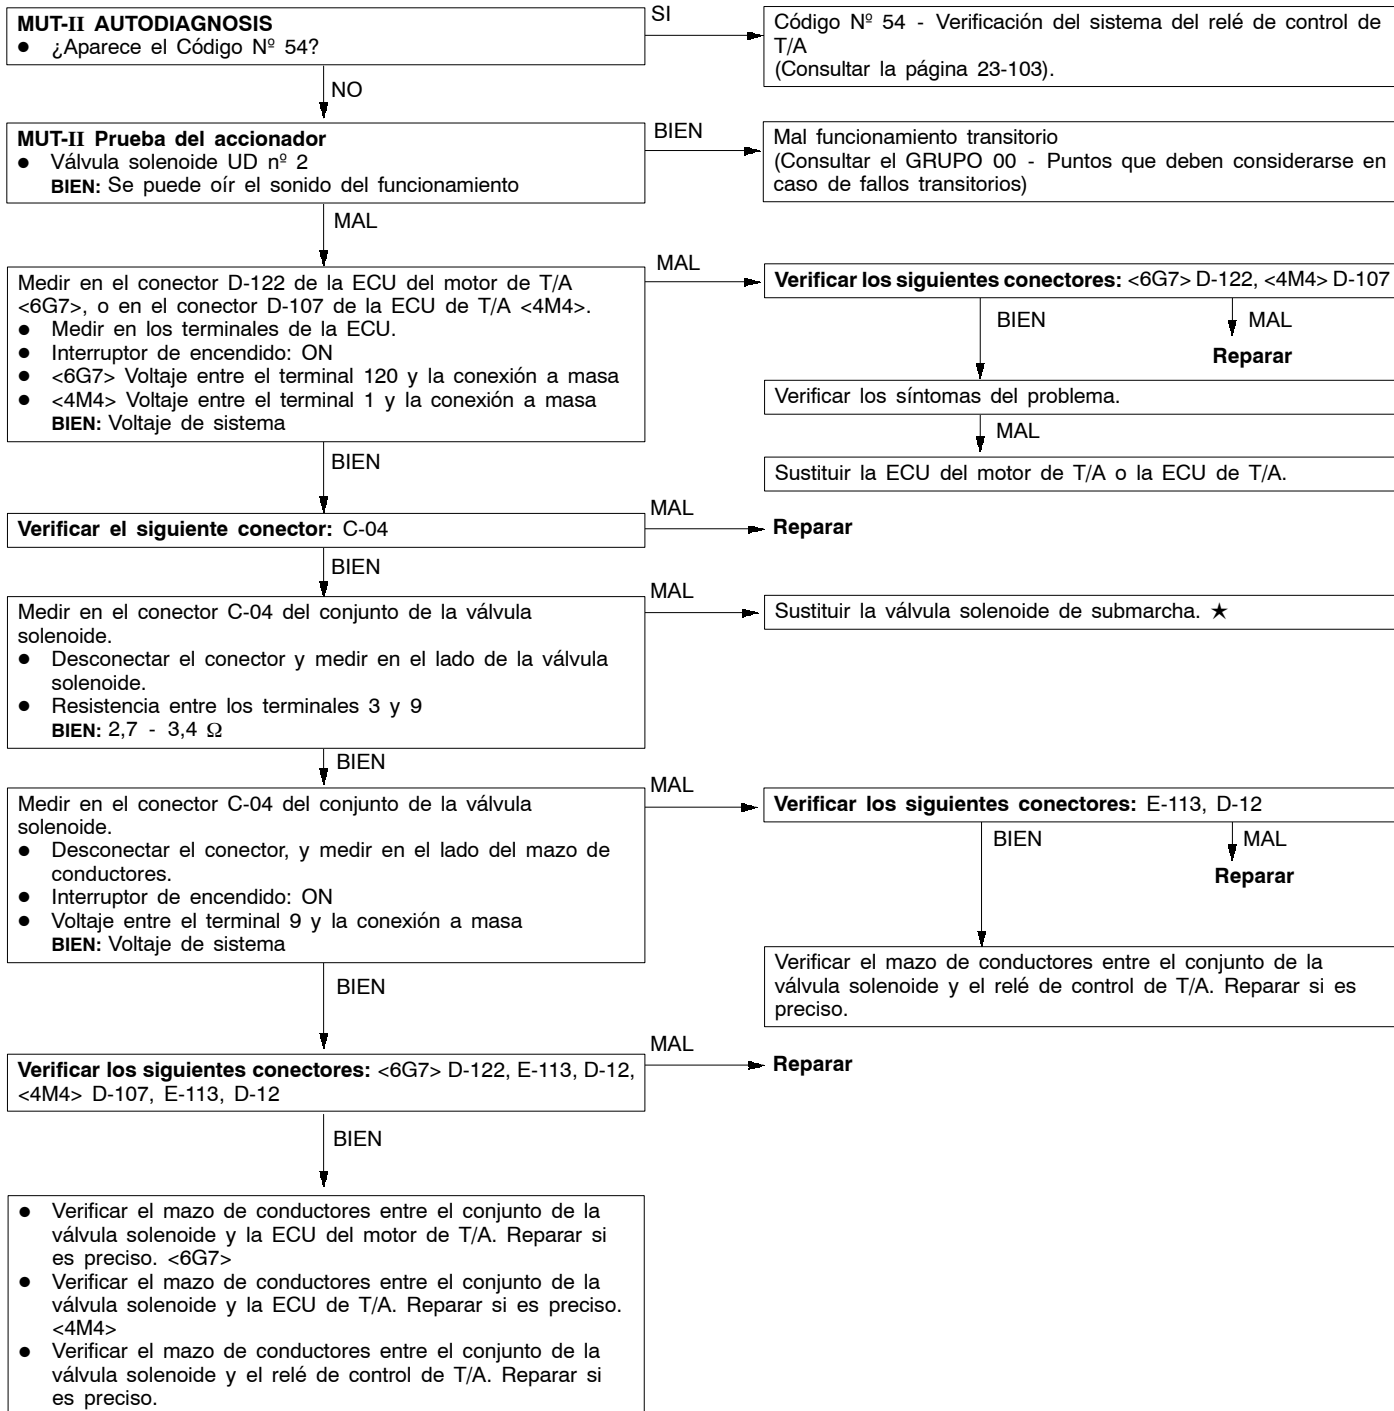 MUT-II AUTODIAGNOSIS
● ¿Aparece el Código Nº 54?
SI
Código Nº 54 - Verificación del sistema del relé de control de
T/A
(Consultar la página 23-103).
NO
MUT-II Prueba del accionador
● Válvula solenoide UD nº 2
BIEN: Se puede oír el sonido del funcionamiento
BIEN
Mal funcionamiento transitorio
(Consultar el GRUPO 00 - Puntos que deben considerarse en
caso de fallos transitorios)
MAL
Medir en el conector D-122 de la ECU del motor de T/A
<6G7>, o en el conector D-107 de la ECU de T/A <4M4>.
● Medir en los terminales de la ECU.
● Interruptor de encendido: ON
● <6G7> Voltaje entre el terminal 120 y la conexión a masa
● <4M4> Voltaje entre el terminal 1 y la conexión a masa
BIEN: Voltaje de sistema
MAL
Verificar los siguientes conectores: <6G7> D-122, <4M4> D-107
BIEN
MAL
Reparar
Verificar los síntomas del problema.
MAL
Sustituir la ECU del motor de T/A o la ECU de T/A.
BIEN
Verificar el siguiente conector: C-04
MAL
Reparar
BIEN
Medir en el conector C-04 del conjunto de la válvula
solenoide.
● Desconectar el conector y medir en el lado de la válvula
solenoide.
● Resistencia entre los terminales 3 y 9
BIEN: 2,7 - 3,4 Ω
MAL
Sustituir la válvula solenoide de submarcha. ★
BIEN
Medir en el conector C-04 del conjunto de la válvula
solenoide.
● Desconectar el conector, y medir en el lado del mazo de
conductores.
● Interruptor de encendido: ON
● Voltaje entre el terminal 9 y la conexión a masa
BIEN: Voltaje de sistema
MAL
Verificar los siguientes conectores: E-113, D-12
BIEN
MAL
Reparar
Verificar el mazo de conductores entre el conjunto de la
válvula solenoide y el relé de control de T/A. Reparar si es
preciso.
BIEN
Verificar los siguientes conectores: <6G7> D-122, E-113, D-12,
<4M4> D-107, E-113, D-12
MAL
Reparar
BIEN
● Verificar el mazo de conductores entre el conjunto de la
válvula solenoide y la ECU del motor de T/A. Reparar si
es preciso. <6G7>
● Verificar el mazo de conductores entre el conjunto de la
válvula solenoide y la ECU de T/A. Reparar si es preciso.
<4M4>
● Verificar el mazo de conductores entre el conjunto de la
válvula solenoide y el relé de control de T/A. Reparar si
es preciso.